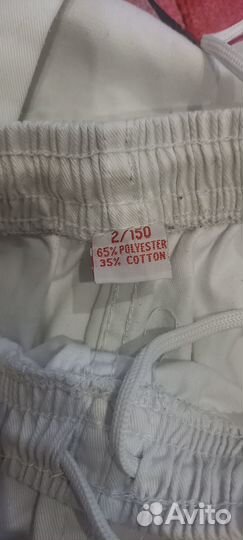 2/150
65% POLYESTER
35% COTTON
Avito